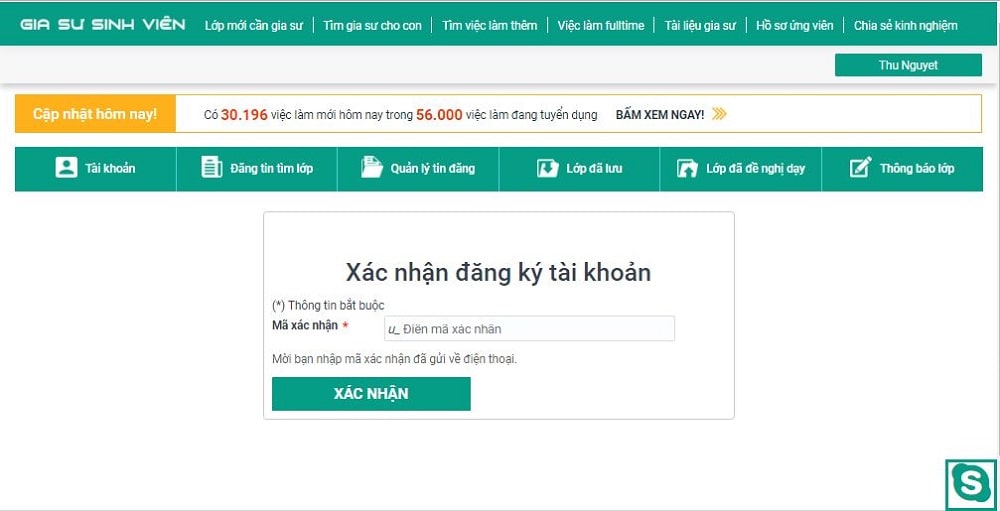 GIA SƯ SINH VIÊN Lớp mới cần gia sư Tìm gia sư cho con Tìm việc làm thêm Việc làm fulltime Tài liệu gia sư Hồ sơ ứng viên Chia sẻ kinh nghiệm
Thu Nguyet
Cập nhật hôm nay! Có 30.196 việc làm mới hôm nay trong 56.000 việc làm đang tuyển dụng BẤM XEM NGAY!
Tài khoản Đăng tin tìm lớp Quản lý tin đăng Lớp đã lưu Lớp đã đề nghị dạy Thông báo lớp
Xác nhận đăng ký tài khoản
(*) Thông tin bắt buộc
Mã xác nhận * u_ Điền mã xác nhận
Mời bạn nhập mã xác nhận đã gửi về điện thoại.
XÁC NHẬN
S